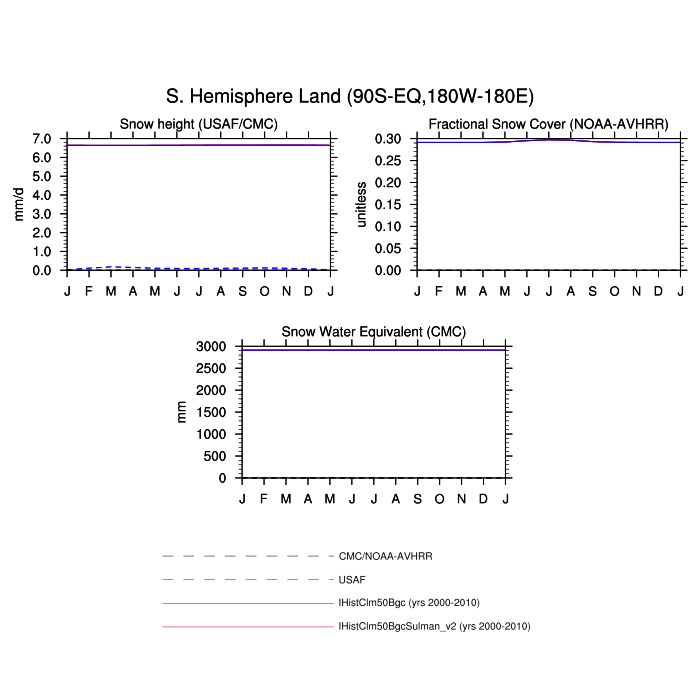 S. Hemisphere Land (90S-EQ,180W-180E)
Snow height (USAF/CMC)
7.0
6.0
5.0
4.0
3.0
2.0
1.0
0.0
mm/d
J F M A M J J A S O N D J
Fractional Snow Cover (NOAA-AVHRR)
0.30
0.25
0.20
0.15
0.10
0.05
0.00
unitless
J F M A M J J A S O N D J
Snow Water Equivalent (CMC)
3000
2500
2000
1500
1000
500
0
mm
J F M A M J J A S O N D J
CMC/NOAA-AVHRR
USAF
IHistClm50Bgc (yrs 2000-2010)
IHistClm50BgcSulman_v2 (yrs 2000-2010)